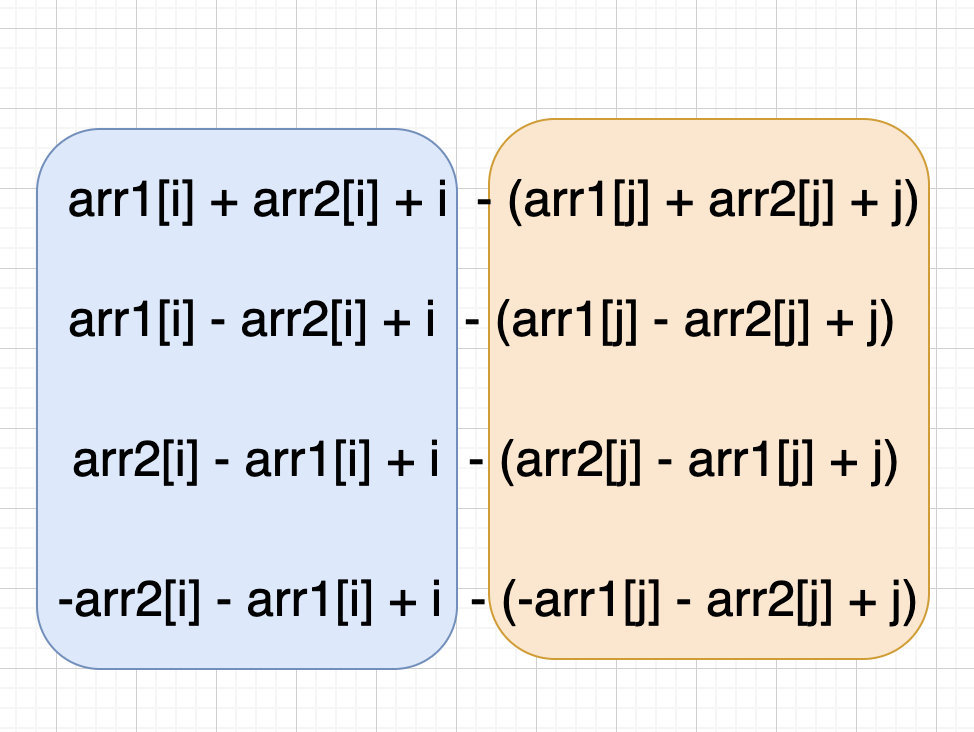 arr1[i] + arr2[i] + i - (arr1[j] + arr2[j] + j)
arr1[i] - arr2[i] + i - (arr1[j] - arr2[j] + j)
arr2[i] - arr1[i] + i - (arr2[j] - arr1[j] + j)
-arr2[i] - arr1[i] + i - (-arr1[j] - arr2[j] + j)